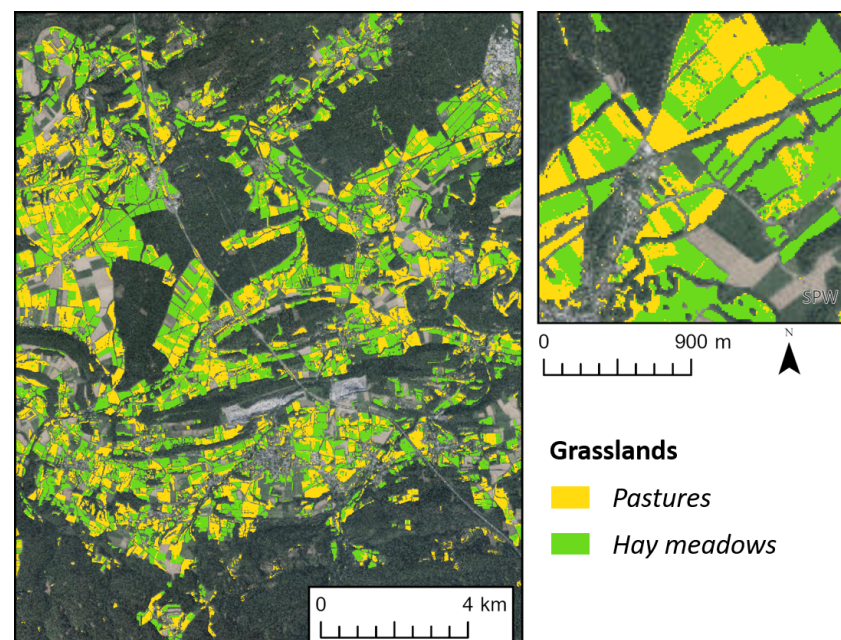 SPW
0 900 m
N
Grasslands
Pastures
Hay meadows
0 4 km